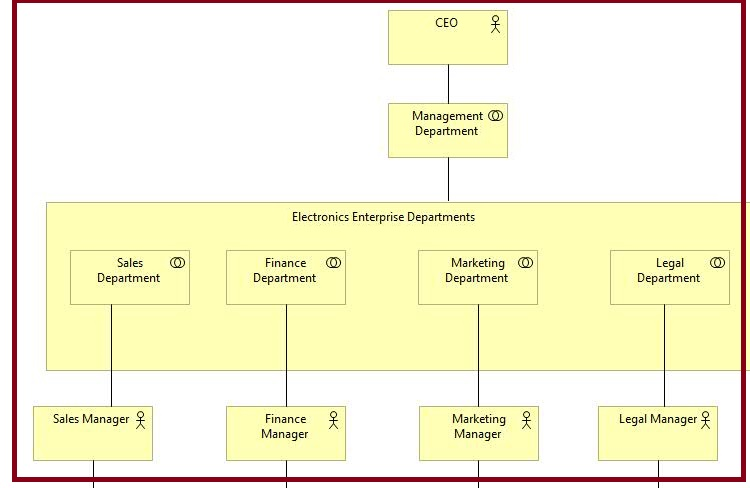 CEO
Management
Department
Electronics Enterprise Departments
Sales
Department
Finance
Department
Marketing
Department
Legal
Department
Sales Manager
Finance
Manager
Marketing
Manager
Legal Manager